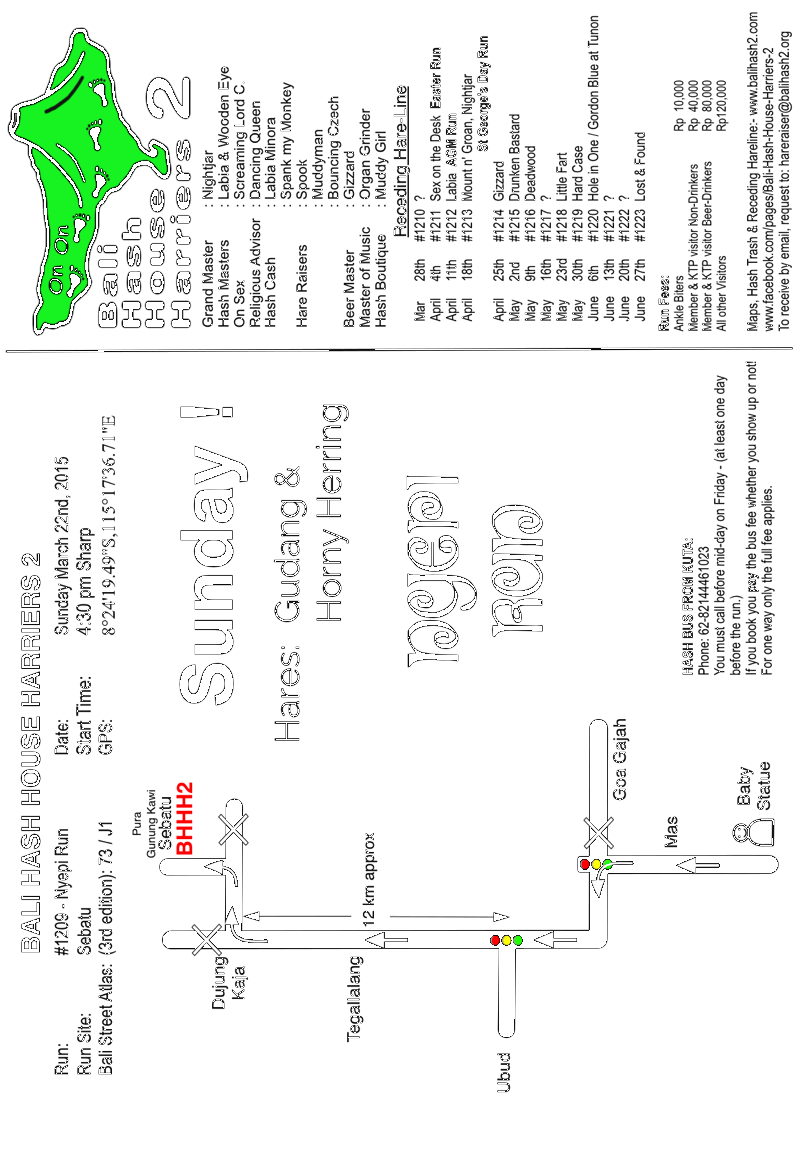 BALI HASH HOUSE HARRIERS 2
Run: #1209 - Nyapi Run Date: Sunday March 22nd, 2015
Run Site: Sebatu Start Time: 4:30 pm Sharp
Bali Street Atlas: (3rd edition): 73 / J1 GPS: 8°24'19.49"S,115°17'36.71"E
Sunday !
Hares: Gudang &
Horny Herring
nyepi
Run
Pura
Gunung Kawi
Sebatu
BHHH2
Dujung
Kaja
12 km approx
Tegallalang
Ubud
Goa Gajah
Mas
Baby
Statue
HASH BUS FROM KUTA:
Phone: 62-82144461023
You must call before mid-day on Friday - (at least one day
before the run.)
If you book you pay the bus fee whether you show up or not!
For one way only the full fee applies.
On On
Bali
Hash
House
Harriers 2
Grand Master : Nightjar
Hash Masters : Labia & Wooden Eye
On Sex : Screaming Lord C.
Religious Advisor : Dancing Queen
Hash Cash : Labia Minora
: Spank my Monkey
Hare Raisers : Spook
: Muddyman
: Bouncing Czech
Beer Master : Gizzard
Master of Music : Organ Grinder
Hash Boutique : Muddy Girl
Receding Hare-Line
Mar 28th #1210 ?
April 4th #1211 Sex on the Desk Easter Run
April 11th #1212 Labia AGM Run
April 18th #1213 Mount n' Groan, Nightjar
St George's Day Run
April 25th #1214 Gizzard
May 2nd #1215 Drunken Bastard
May 9th #1216 Deadwood
May 16th #1217 ?
May 23rd #1218 Little Fart
May 30th #1219 Hard Case
June 6th #1220 Hole in One / Gordon Blue at Tunon
June 13th #1221 ?
June 20th #1222 ?
June 27th #1223 Lost & Found
Run Fees:
Ankle Biters Rp 10,000
Member & KTP visitor Non-Drinkers Rp 40,000
Member & KTP visitor Beer-Drinkers Rp 80,000
All other Visitors Rp120,000
Maps, Hash Trash & Receding Hareline:- www.balihash2.com
www.facebook.com/pages/Bali-Hash-House-Harriers-2
To receive by email, request to: hareraiser@balihash2.org